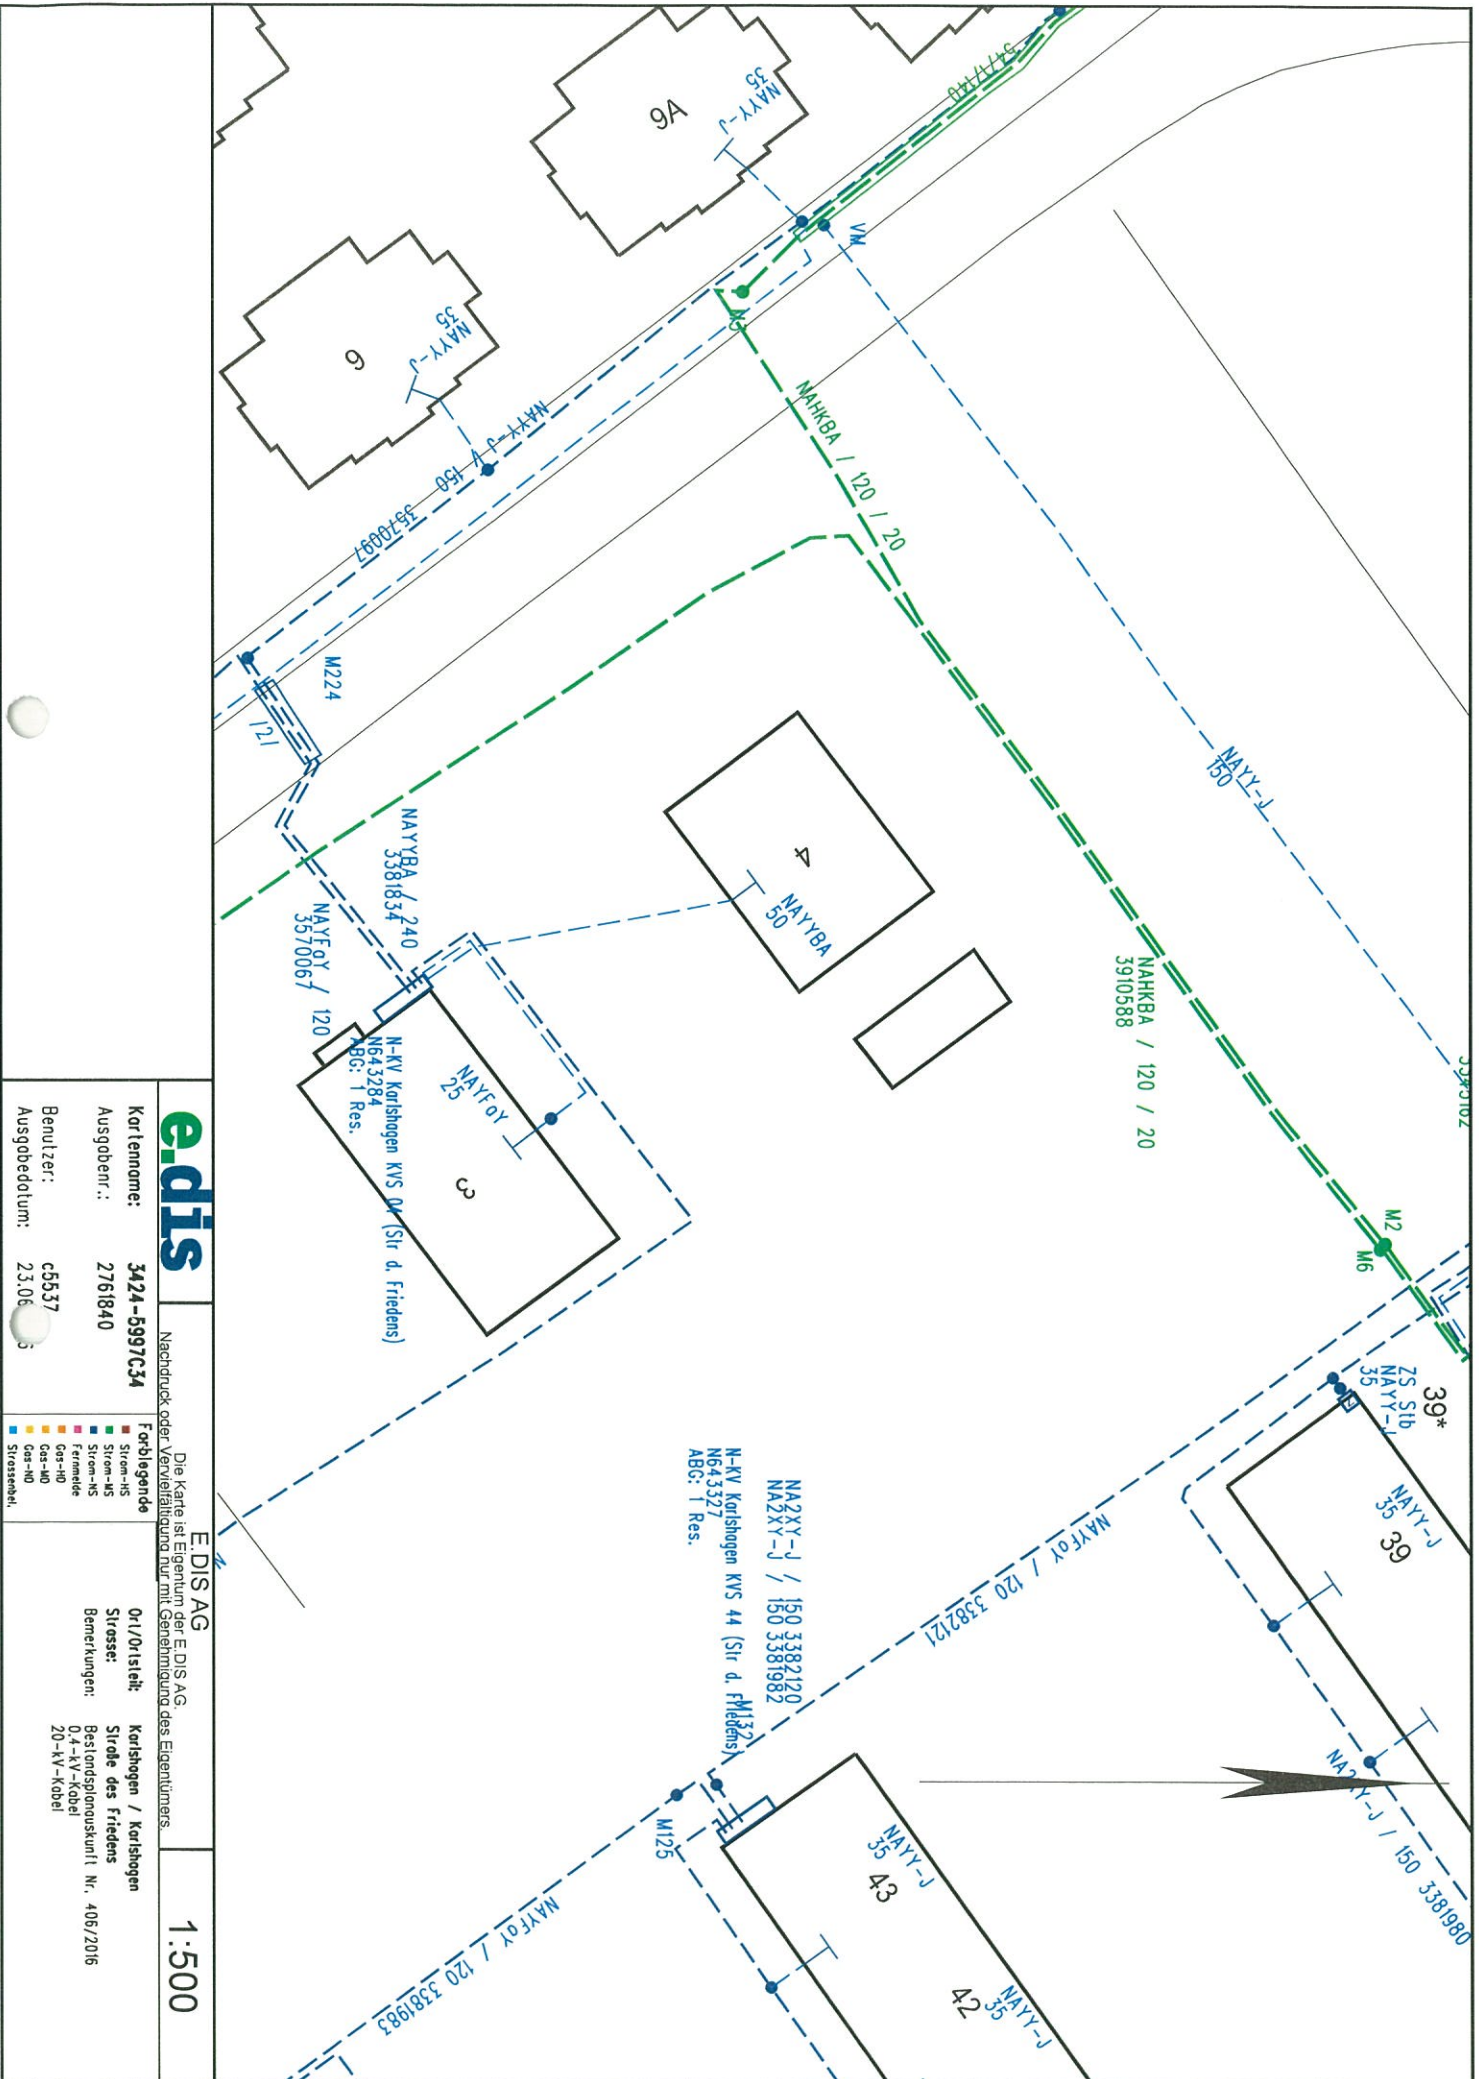 5477140
9A
NAYY-J
35
VM
NAYY-J
150
9
NAYY-J
35
NAYY-J V 150 3570097
NAHKBA / 120 / 20
M224
/2/
4
NAYYBA
50
NAYYBA / 240
3381834
NAYFaY / 120
3570067
NAHKBA / 120 / 20
3910588
N-KV Karlshagen KVS 01 (Str d. Friedens)
N643284
ABG: 1 Res.
NAYFaY
25
3
M2
M6
39*
ZS Stb
NAYY-J
35
NAYY-J
35
39
NAYFaY / 120 3382121
NA2XY-J / 150 3382120
NA2XY-J / 150 3381982
N-KV Karlshagen KVS 44 (Str d. Friedens)
N643327
ABG: 1 Res.
M132
M125
NAYY-J
35
43
NAYY-J
35
42
NA2XY-J / 150 3381980
NAYFaY / 120 3381983
e.dis
E.DIS AG
Die Karte ist Eigentum der E.DIS AG.
Nachdruck oder Vervielfältigung nur mit Genehmigung des Eigentümers.
1:500
Kartenname: 3424-5997C34
Ausgabenr.: 2761840
Benutzer: c5537
Ausgabedatum: 23.06
Farblegende
Strom-HS
Strom-MS
Strom-NS
Fernmelde
Gas-HD
Gas-MD
Gas-ND
Strassenbel.
Ort/Ortsteil: Karlshagen / Karlshagen
Strasse: Straße des Friedens
Bemerkungen: Bestandsplanauskunft Nr. 406/2016
0.4-kV-Kabel
20-kV-Kabel